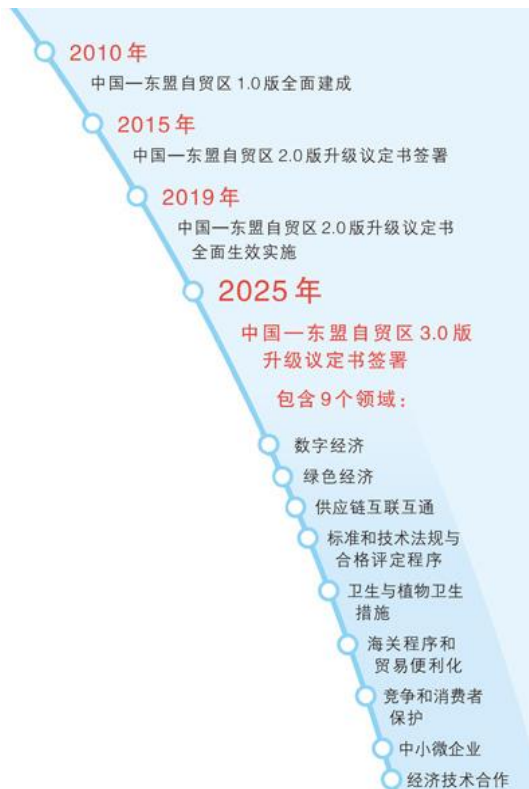 2010年
中国—东盟自贸区1.0版全面建成
2015年
中国—东盟自贸区2.0版升级议定书签署
2019年
中国—东盟自贸区2.0版升级议定书
全面生效实施
2025年
中国—东盟自贸区3.0版
升级议定书签署
包含9个领域：
数字经济
绿色经济
供应链互联互通
标准和技术法规与
合格评定程序
卫生与植物卫生
措施
海关程序和
贸易便利化
竞争和消费者
保护
中小微企业
经济技术合作